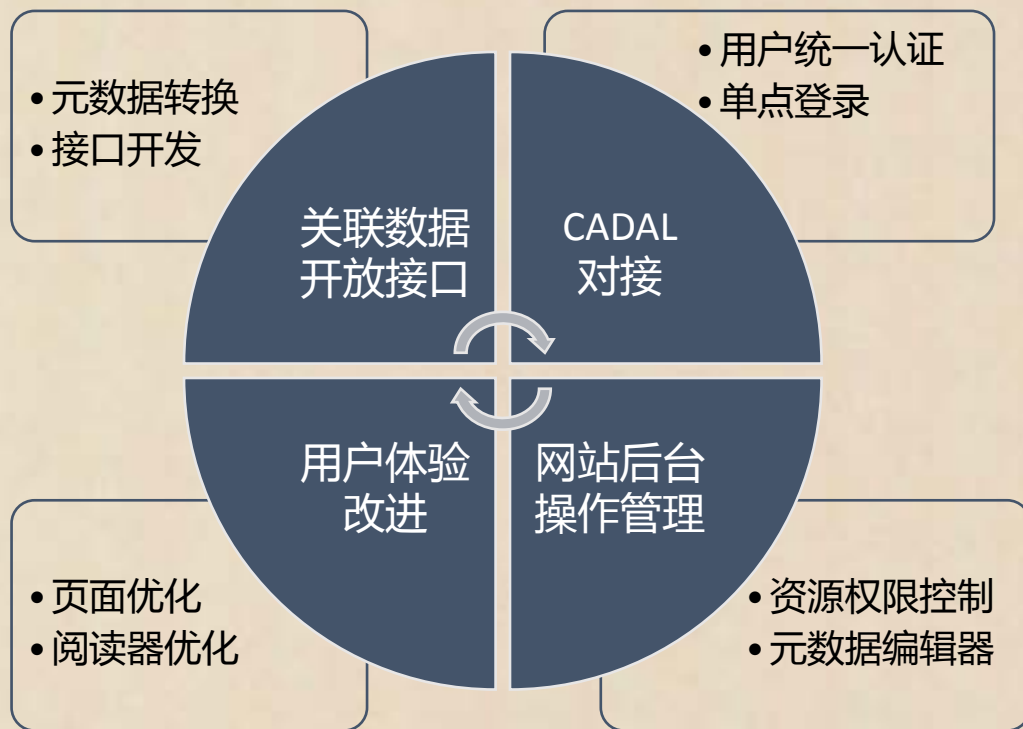 • 元数据转换
• 接口开发
• 用户统一认证
• 单点登录
关联数据
开放接口
CADAL
对接
用户体验
改进
网站后台
操作管理
• 页面优化
• 阅读器优化
• 资源权限控制
• 元数据编辑器